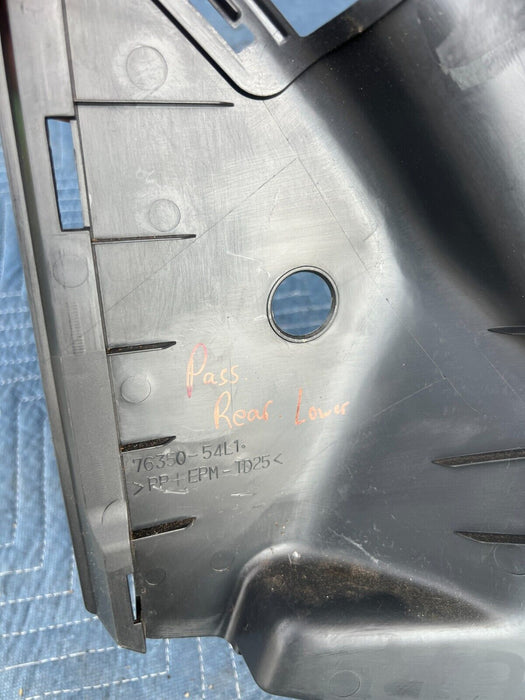 Pass
Rear Lower
76350-54L1
>PP+EPM-TD25<